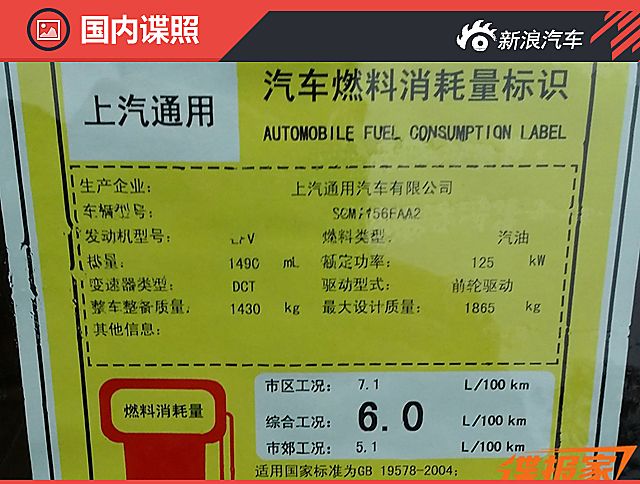 国内谍照
新浪汽车
上汽通用
汽车燃料消耗量标识
AUTOMOBILE FUEL CONSUMPTION LABEL
生产企业: 上汽通用汽车有限公司
车辆型号:
发动机型号: 燃料类型: 汽油
排量: 1490 mL 额定功率: 125 kW
变速器类型: DCT 驱动型式: 前轮驱动
整车整备质量: 1430 kg 最大设计质量: 1865 kg
其他信息:
燃料消耗量
市区工况: 7.1 L/100 km
综合工况: 6.0 L/100 km
市郊工况: 5.1 L/100 km
适用国家标准为GB 19578-2004;
谍报家